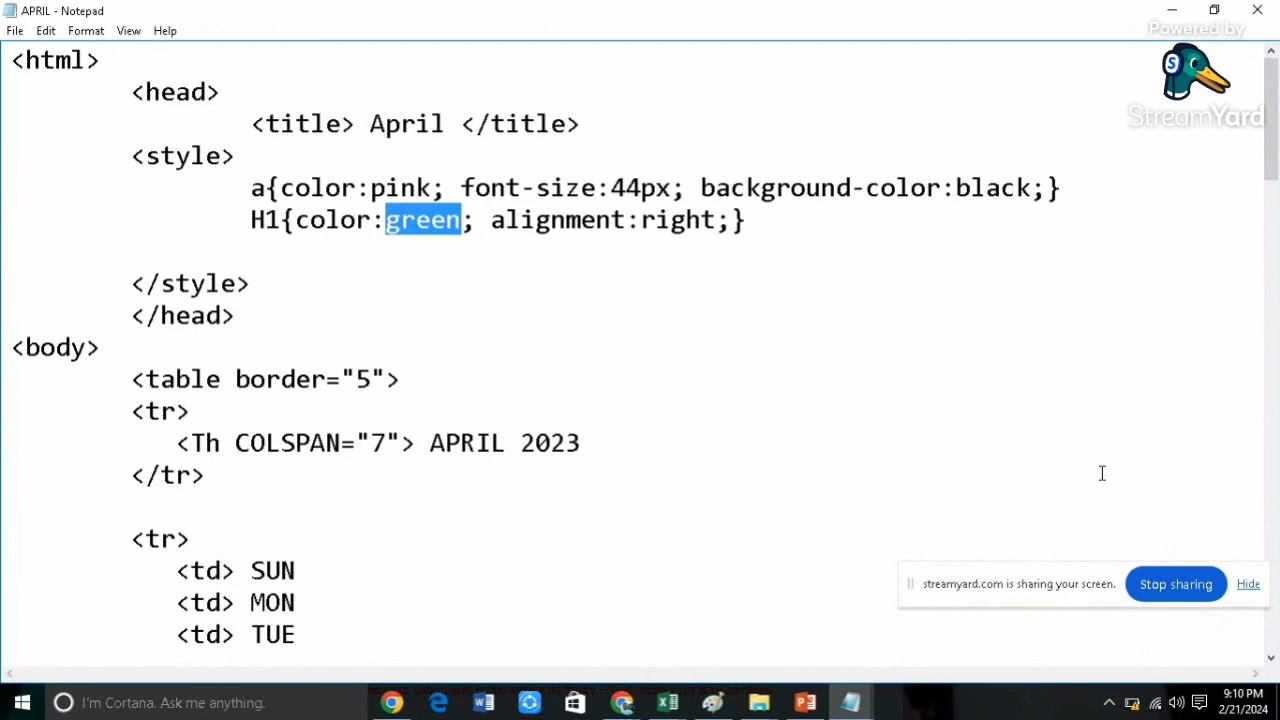 APRIL - Notepad
File Edit Format View Help
Powered by
StreamYard
<html>
<head>
<title> April </title>
<style>
a{color:pink; font-size:44px; background-color:black;}
H1{color:green; alignment:right;}
</style>
</head>
<body>
<table border="5">
<tr>
<Th COLSPAN="7"> APRIL 2023
</tr>
<tr>
<td> SUN
<td> MON
<td> TUE
streamyard.com is sharing your screen. Stop sharing Hide
I'm Cortana. Ask me anything.
9:10 PM
2/21/2024